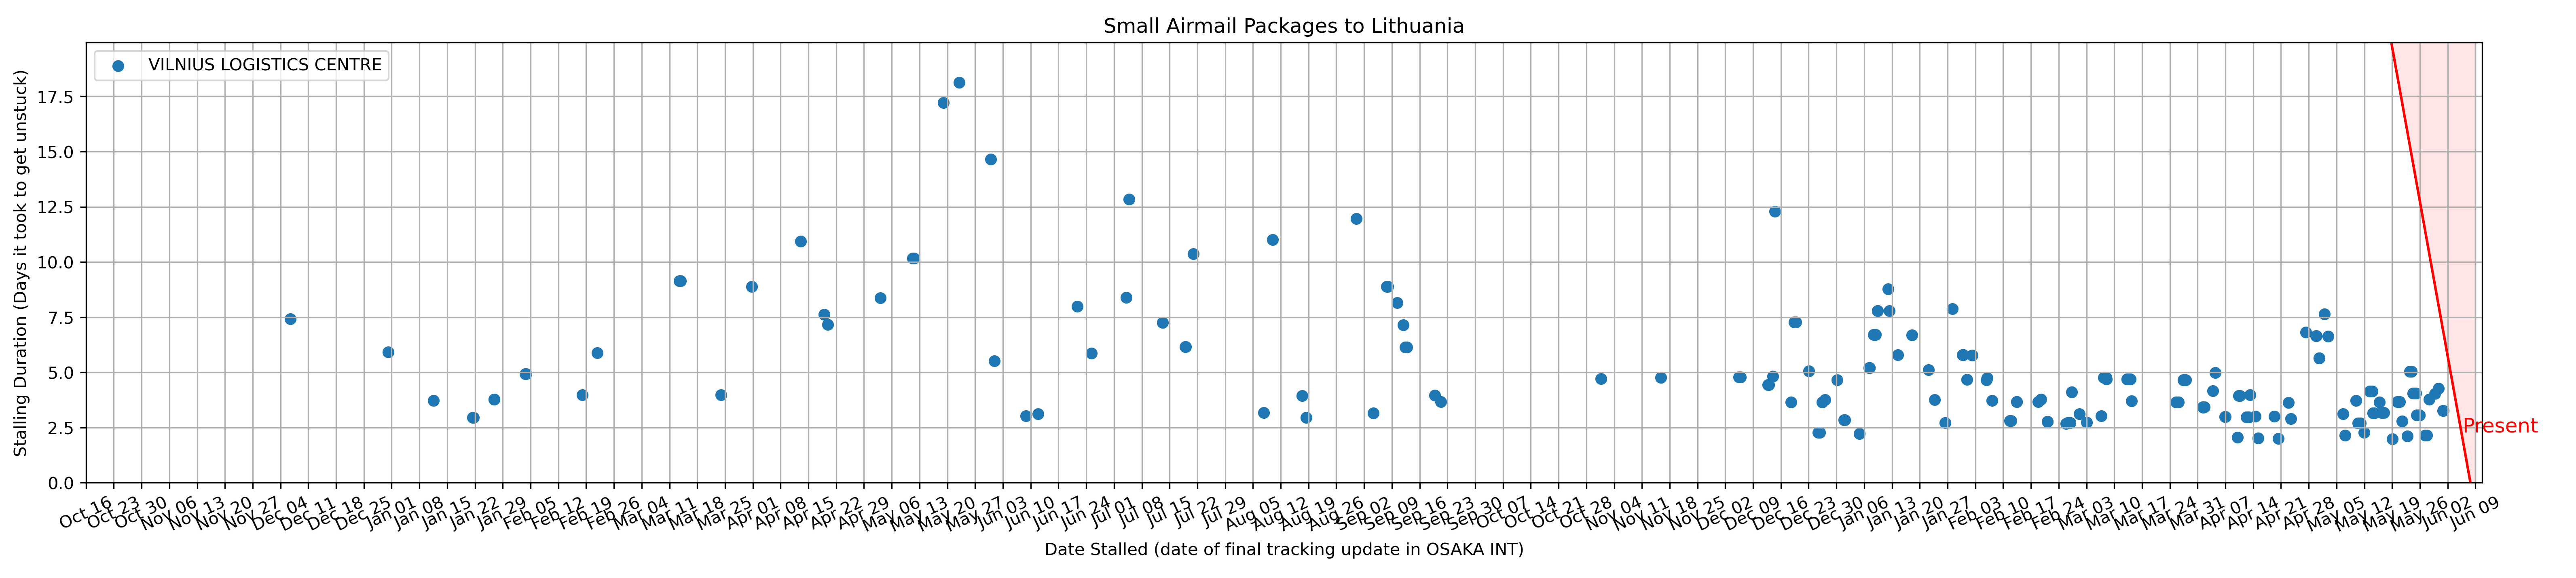 Small Airmail Packages to Lithuania
VILNIUS LOGISTICS CENTRE
Stalling Duration (Days it took to get unstuck)
17.5
15.0
12.5
10.0
7.5
5.0
2.5
0.0
Present
Oct 16 Oct 23 Oct 30 Nov 06 Nov 13 Nov 20 Nov 27 Dec 04 Dec 11 Dec 18 Dec 25 Jan 01 Jan 08 Jan 15 Jan 22 Jan 29 Feb 05 Feb 12 Feb 19 Feb 26 Mar 04 Mar 11 Mar 18 Mar 25 Apr 01 Apr 08 Apr 15 Apr 22 Apr 29 May 06 May 13 May 20 May 27 Jun 03 Jun 10 Jun 17 Jun 24 Jul 01 Jul 08 Jul 15 Jul 22 Jul 29 Aug 05 Aug 12 Aug 19 Aug 26 Sep 02 Sep 09 Sep 16 Sep 23 Sep 30 Oct 07 Oct 14 Oct 21 Oct 28 Nov 04 Nov 11 Nov 18 Nov 25 Dec 02 Dec 09 Dec 16 Dec 23 Dec 30 Jan 06 Jan 13 Jan 20 Jan 27 Feb 03 Feb 10 Feb 17 Feb 24 Mar 03 Mar 10 Mar 17 Mar 24 Mar 31 Apr 07 Apr 14 Apr 21 Apr 28 May 05 May 12 May 19 May 26 Jun 02 Jun 09
Date Stalled (date of final tracking update in OSAKA INT)